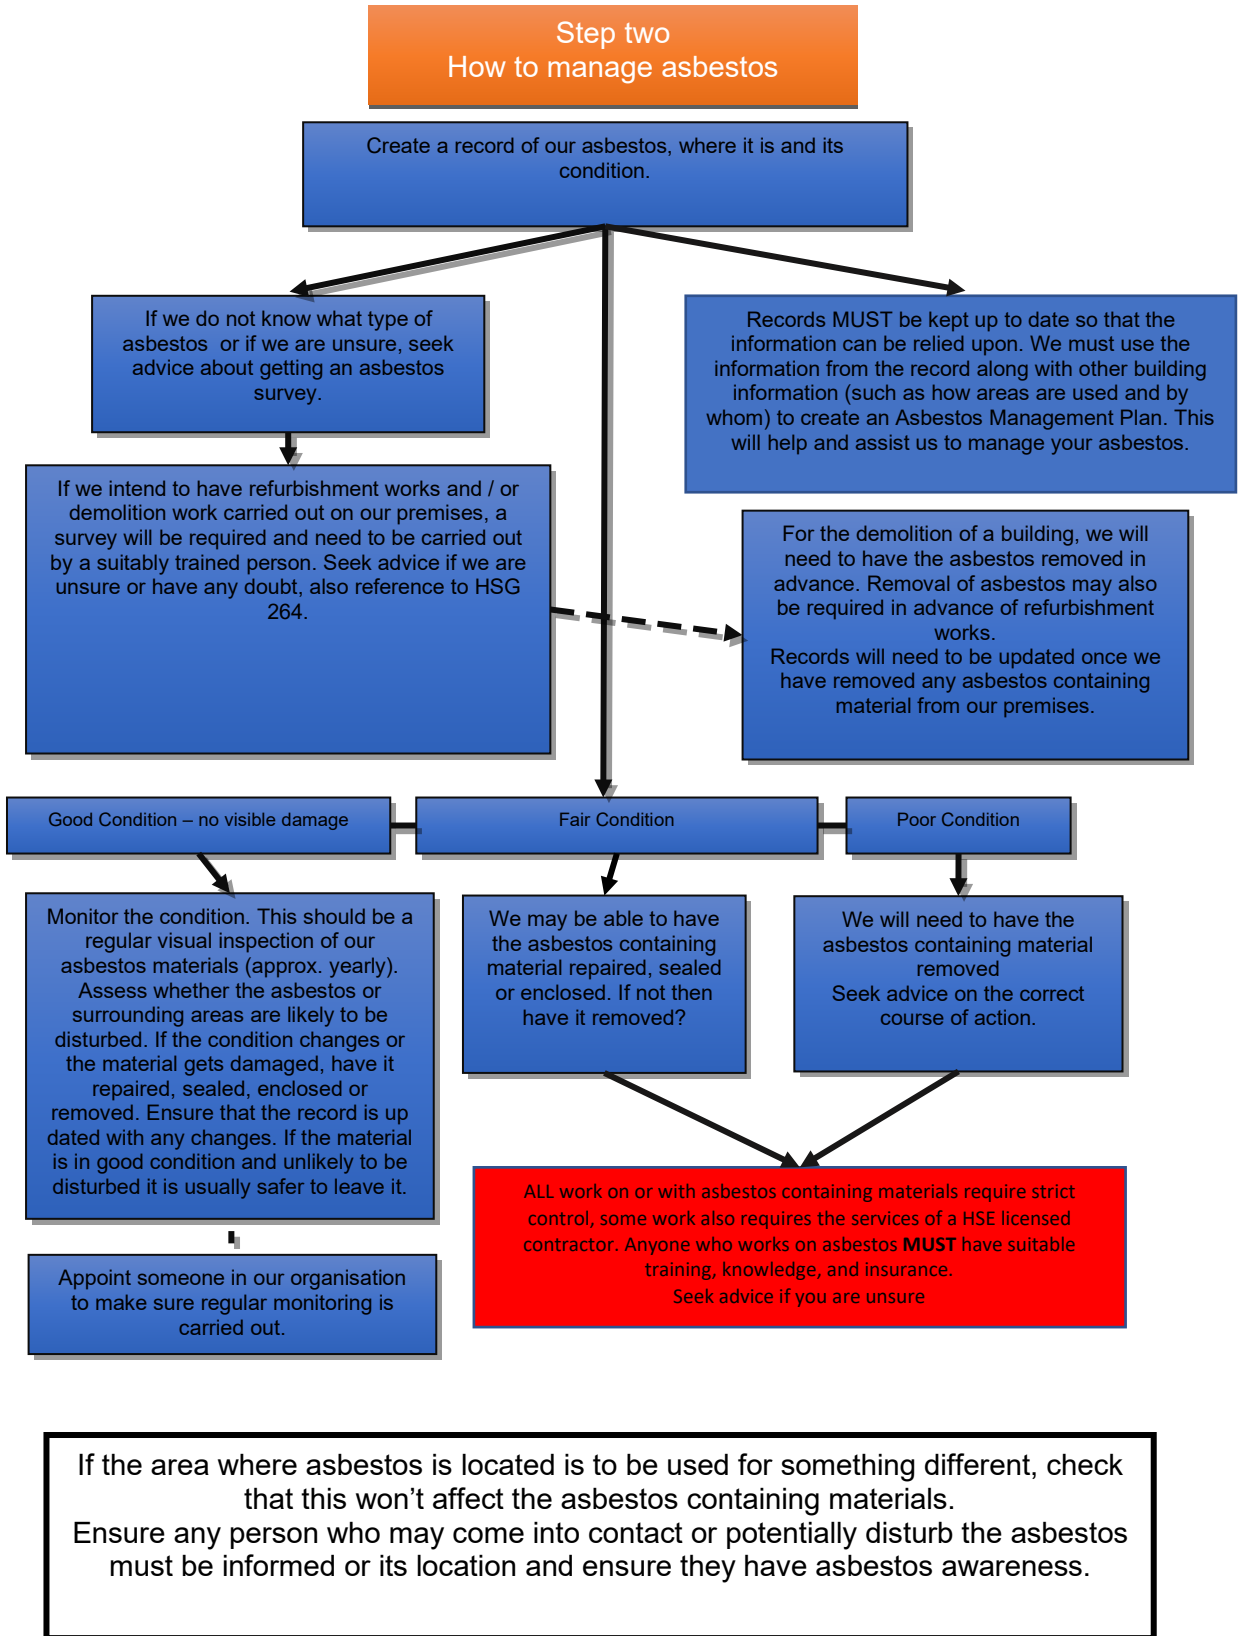 Step two
How to manage asbestos
Create a record of our asbestos, where it is and its
condition.
If we do not know what type of
asbestos  or if we are unsure, seek
advice about getting an asbestos
survey.
Records MUST be kept up to date so that the
information can be relied upon. We must use the
information from the record along with other building
information (such as how areas are used and by
whom) to create an Asbestos Management Plan. This
will help and assist us to manage your asbestos.
If we intend to have refurbishment works and / or
demolition work carried out on our premises, a
survey will be required and need to be carried out
by a suitably trained person. Seek advice if we are
unsure or have any doubt, also reference to HSG
264.
For the demolition of a building, we will
need to have the asbestos removed in
advance. Removal of asbestos may also
be required in advance of refurbishment
works.
Records will need to be updated once we
have removed any asbestos containing
material from our premises.
Good Condition – no visible damage
Fair Condition
Poor Condition
Monitor the condition. This should be a
regular visual inspection of our
asbestos materials (approx. yearly).
Assess whether the asbestos or
surrounding areas are likely to be
disturbed. If the condition changes or
the material gets damaged, have it
repaired, sealed, enclosed or
removed. Ensure that the record is up
dated with any changes. If the material
is in good condition and unlikely to be
disturbed it is usually safer to leave it.
We may be able to have
the asbestos containing
material repaired, sealed
or enclosed. If not then
have it removed?
We will need to have the
asbestos containing material
removed
Seek advice on the correct
course of action.
ALL work on or with asbestos containing materials require strict
control, some work also requires the services of a HSE licensed
contractor. Anyone who works on asbestos MUST have suitable
training, knowledge, and insurance.
Seek advice if you are unsure
Appoint someone in our organisation
to make sure regular monitoring is
carried out.
If the area where asbestos is located is to be used for something different, check
that this won’t affect the asbestos containing materials.
Ensure any person who may come into contact or potentially disturb the asbestos
must be informed or its location and ensure they have asbestos awareness.